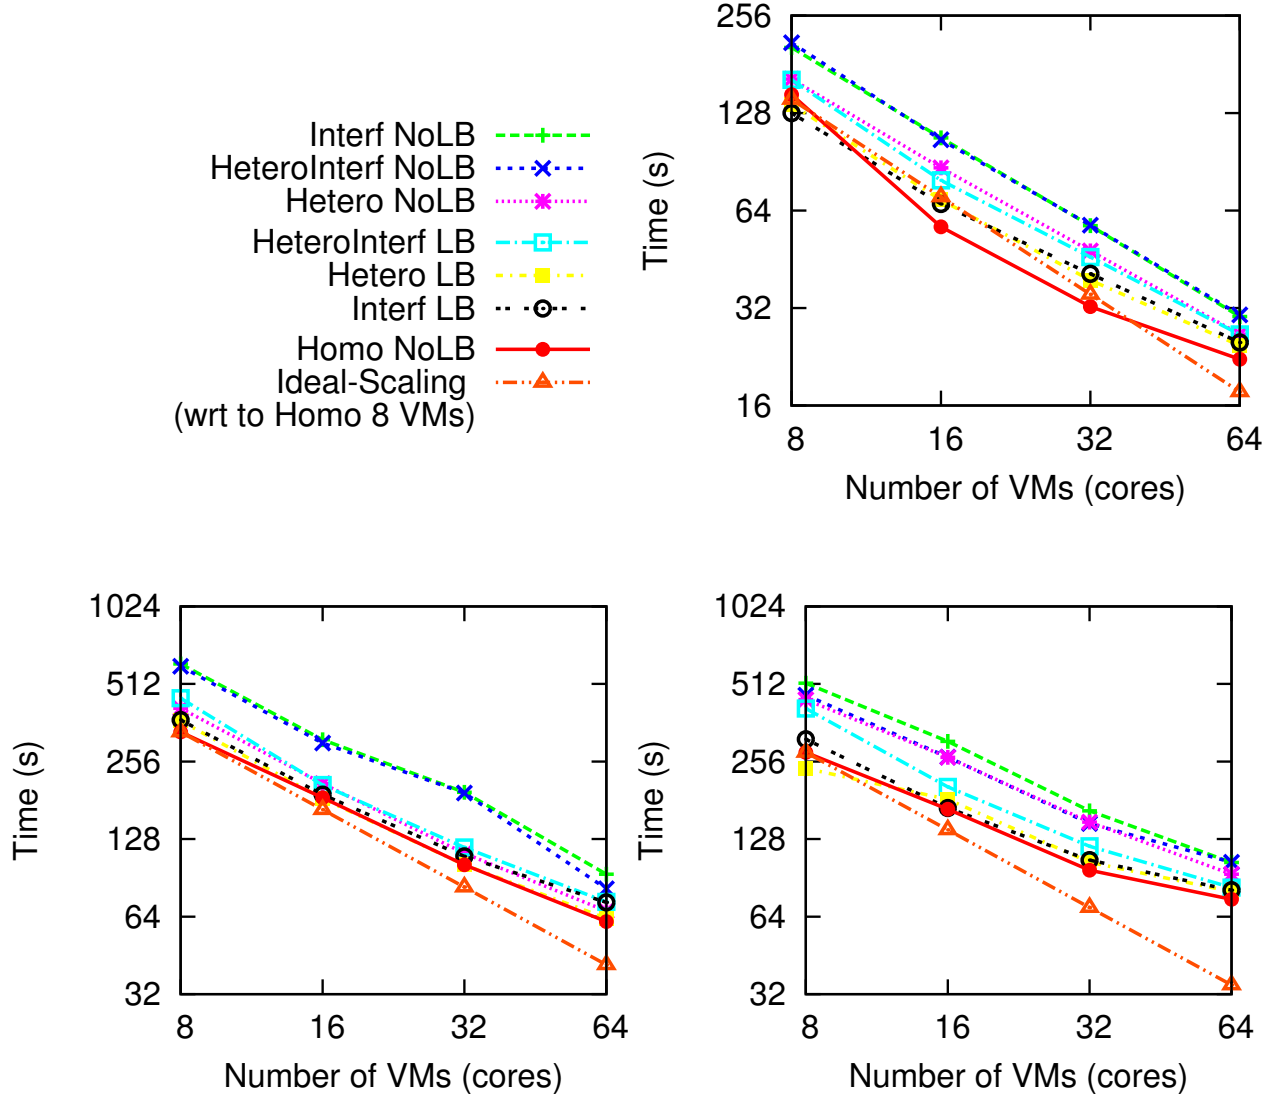 Interf NoLB
HeteroInterf NoLB
Hetero NoLB
HeteroInterf LB
Hetero LB
Interf LB
Homo NoLB
Ideal-Scaling
(wrt to Homo 8 VMs)
256
128
64
32
16
Time (s)
8 16 32 64
Number of VMs (cores)
1024
512
256
128
64
32
Time (s)
8 16 32 64
Number of VMs (cores)
1024
512
256
128
64
32
Time (s)
8 16 32 64
Number of VMs (cores)